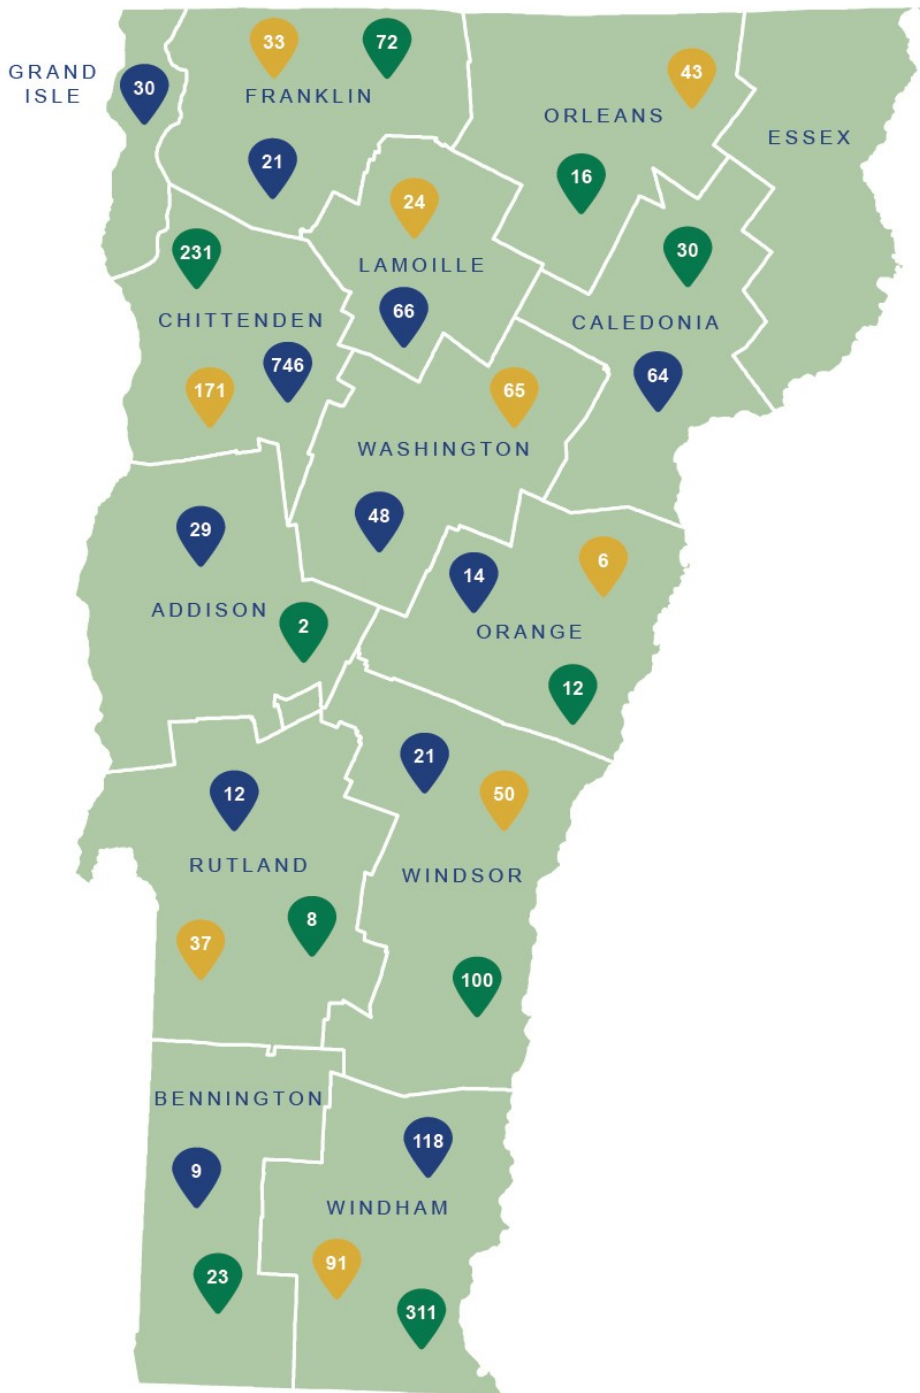 33
72
GRAND
ISLE
30
FRANKLIN
43
ORLEANS
ESSEX
21
16
24
231
30
LAMOILLE
66
CHITTENDEN
CALEDONIA
746
171
65
64
WASHINGTON
48
29
14
6
ADDISON
2
ORANGE
12
21
50
12
RUTLAND
WINDSOR
8
37
100
BENNINGTON
118
9
WINDHAM
91
23
311